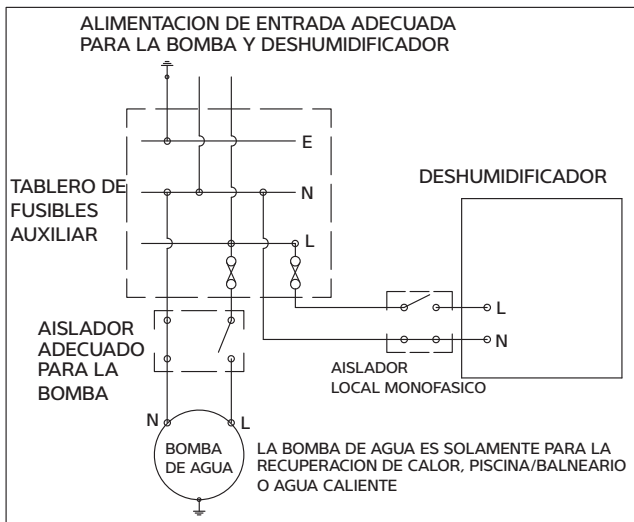 ALIMENTACION DE ENTRADA ADECUADA
PARA LA BOMBA Y DESHUMIDIFICADOR
E
TABLERO DE
FUSIBLES
AUXILIAR
N
L
DESHUMIDIFICADOR
L
N
AISLADOR
LOCAL MONOFASICO
AISLADOR
ADECUADO
PARA LA
BOMBA
N
L
BOMBA
DE AGUA
LA BOMBA DE AGUA ES SOLAMENTE PARA LA
RECUPERACION DE CALOR, PISCINA/BALNEARIO
O AGUA CALIENTE